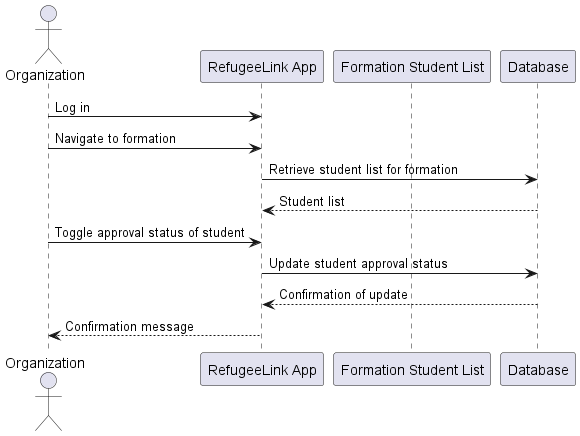 Organization
RefugeeLink App
Formation Student List
Database
Log in
Navigate to formation
Retrieve student list for formation
Student list
Toggle approval status of student
Update student approval status
Confirmation of update
Confirmation message
Organization
RefugeeLink App
Formation Student List
Database